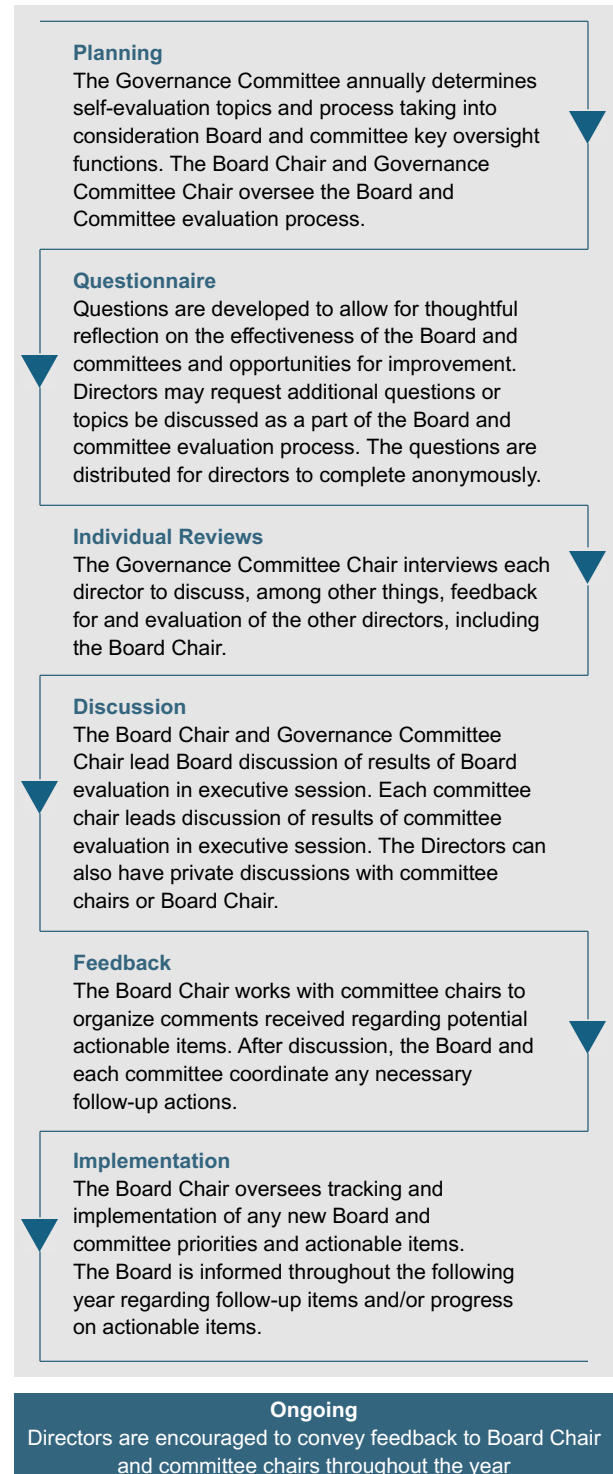 Planning
The Governance Committee annually determines
self-evaluation topics and process taking into
consideration Board and committee key oversight
functions. The Board Chair and Governance
Committee Chair oversee the Board and
Committee evaluation process.
Questionnaire
Questions are developed to allow for thoughtful
reflection on the effectiveness of the Board and
committees and opportunities for improvement.
Directors may request additional questions or
topics be discussed as a part of the Board and
committee evaluation process. The questions are
distributed for directors to complete anonymously.
Individual Reviews
The Governance Committee Chair interviews each
director to discuss, among other things, feedback
for and evaluation of the other directors, including
the Board Chair.
Discussion
The Board Chair and Governance Committee
Chair lead Board discussion of results of Board
evaluation in executive session. Each committee
chair leads discussion of results of committee
evaluation in executive session. The Directors can
also have private discussions with committee
chairs or Board Chair.
Feedback
The Board Chair works with committee chairs to
organize comments received regarding potential
actionable items. After discussion, the Board and
each committee coordinate any necessary
follow-up actions.
Implementation
The Board Chair oversees tracking and
implementation of any new Board and
committee priorities and actionable items.
The Board is informed throughout the following
year regarding follow-up items and/or progress
on actionable items.
Ongoing
Directors are encouraged to convey feedback to Board Chair
and committee chairs throughout the year